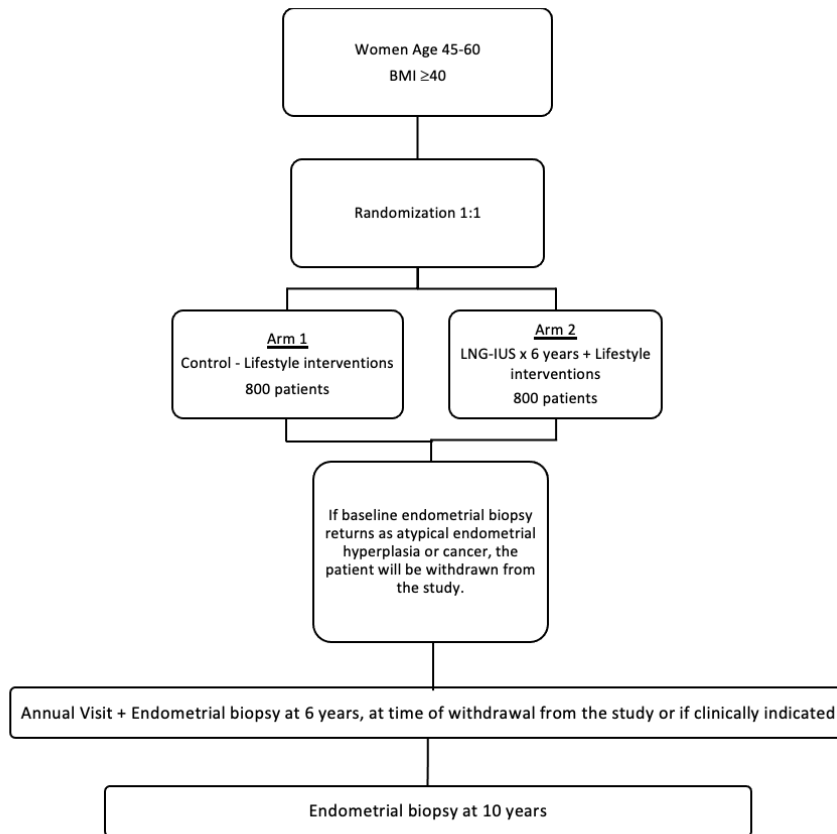 Women Age 45-60
BMI ≥40
Randomization 1:1
Arm 1
Control - Lifestyle interventions
800 patients
Arm 2
LNG-IUS x 6 years + Lifestyle
interventions
800 patients
If baseline endometrial biopsy
returns as atypical endometrial
hyperplasia or cancer, the
patient will be withdrawn from
the study.
Annual Visit + Endometrial biopsy at 6 years, at time of withdrawal from the study or if clinically indicated
Endometrial biopsy at 10 years